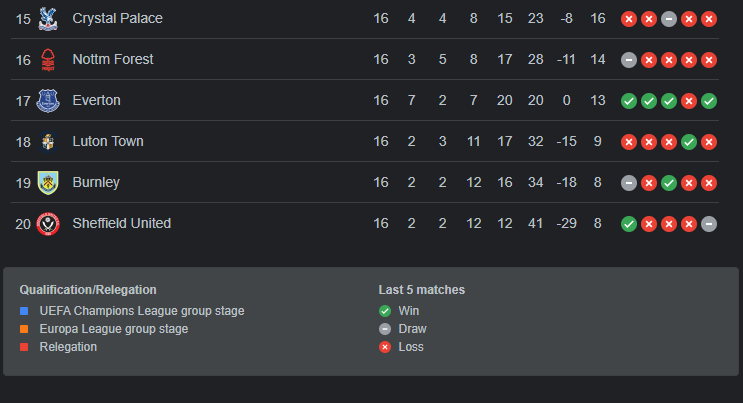 15 Crystal Palace 16 4 4 8 15 23 -8 16
16 Nottm Forest 16 3 5 8 17 28 -11 14
17 Everton 16 7 2 7 20 20 0 13
18 Luton Town 16 2 3 11 17 32 -15 9
19 Burnley 16 2 2 12 16 34 -18 8
20 Sheffield United 16 2 2 12 12 41 -29 8
Qualification/Relegation
UEFA Champions League group stage
Europa League group stage
Relegation
Last 5 matches
Win
Draw
Loss